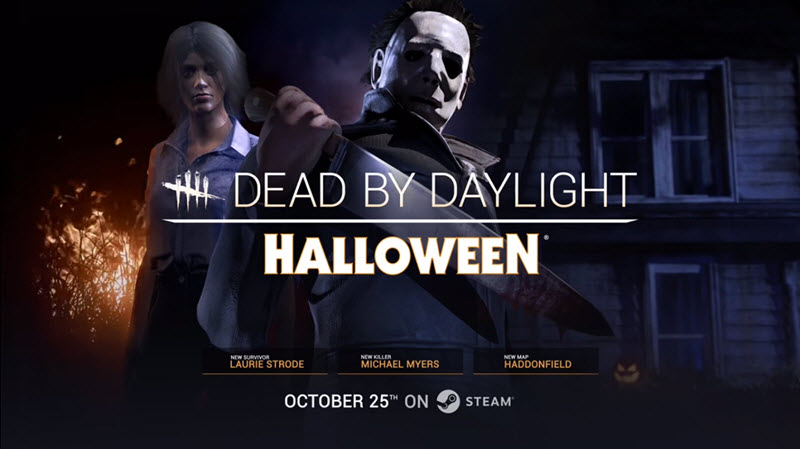 DEAD BY DAYLIGHT
HALLOWEEN®
NEW SURVIVOR
LAURIE STRODE
NEW KILLER
MICHAEL MYERS
NEW MAP
HADDONFIELD
OCTOBER 25TH ON STEAM